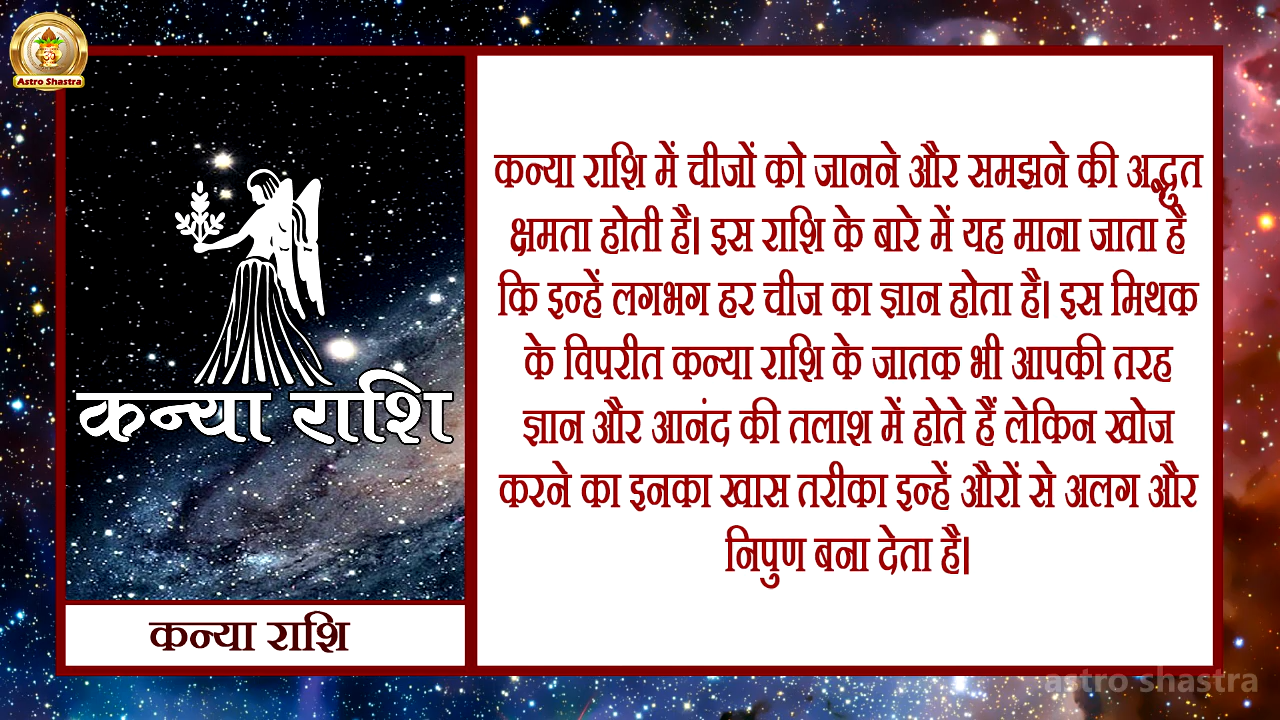 Astro Shastra
कन्या राशि
कन्या राशि
कन्या राशि में चीजों को जानने और समझने की अद्भुत
क्षमता होती है। इस राशि के बारे में यह माना जाता है
कि इन्हें लगभग हर चीज का ज्ञान होता है। इस मिथक
के विपरीत कन्या राशि के जातक भी आपकी तरह
ज्ञान और आनंद की तलाश में होते हैं लेकिन खोज
करने का इनका खास तरीका इन्हें औरों से अलग और
निपुण बना देता है।
astro shastra